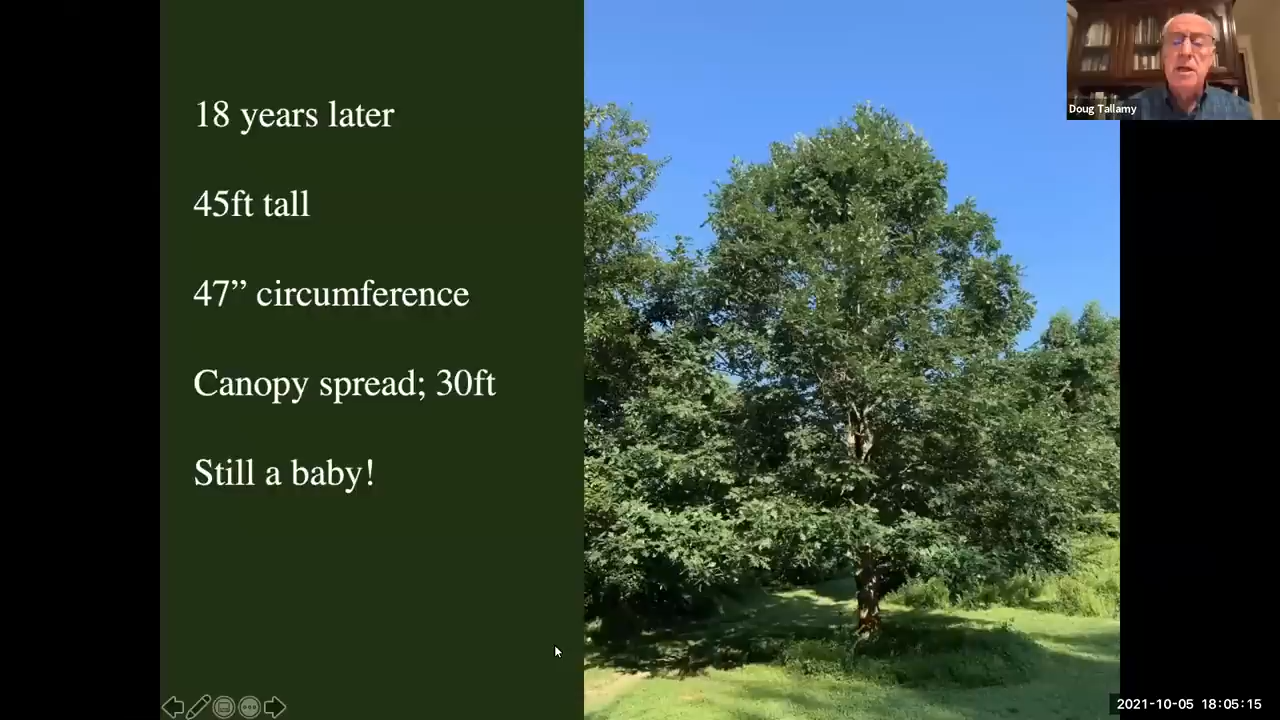 18 years later
45ft tall
47” circumference
Canopy spread; 30ft
Still a baby!
Doug Tallamy
2021-10-05 18:05:15